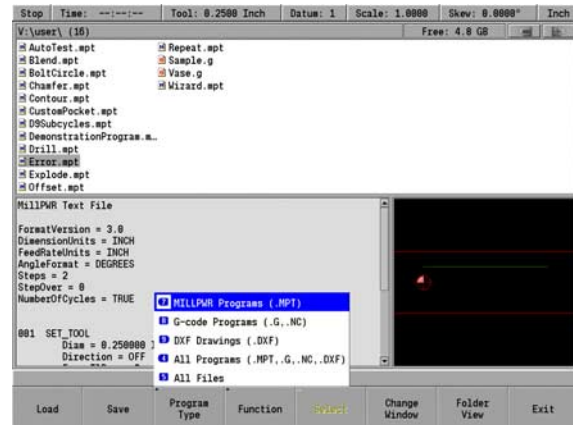 Stop Time: --:--:-- Tool: 0.2500 Inch Datum: 1 Scale: 1.0000 Skew: 0.0000° Inch
V:\user\ (16) Free: 4.8 GB
AutoTest.mpt Repeat.mpt
Blend.mpt Sample.g
BoltCircle.mpt Vase.g
Chamfer.mpt Wizard.mpt
Contour.mpt
CustomPocket.mpt
D9Subcycles.mpt
DemonstrationProgram.m…
Drill.mpt
Error.mpt
Explode.mpt
Offset.mpt
MillPWR Text File
FormatVersion = 3.0
DimensionUnits = INCH
FeedRateUnits = INCH
AngleFormat = DEGREES
Steps = 2
StepOver = 0
NumberOfCycles = TRUE
001 SET_TOOL
Diam = 0.250000
Direction = OFF
7 MILLPWR Programs (.MPT)
8 G-code Programs (.G,.NC)
9 DXF Drawings (.DXF)
4 All Programs (.MPT,.G,.NC,.DXF)
5 All Files
Load Save Program Type Function Select Change Window Folder View Exit